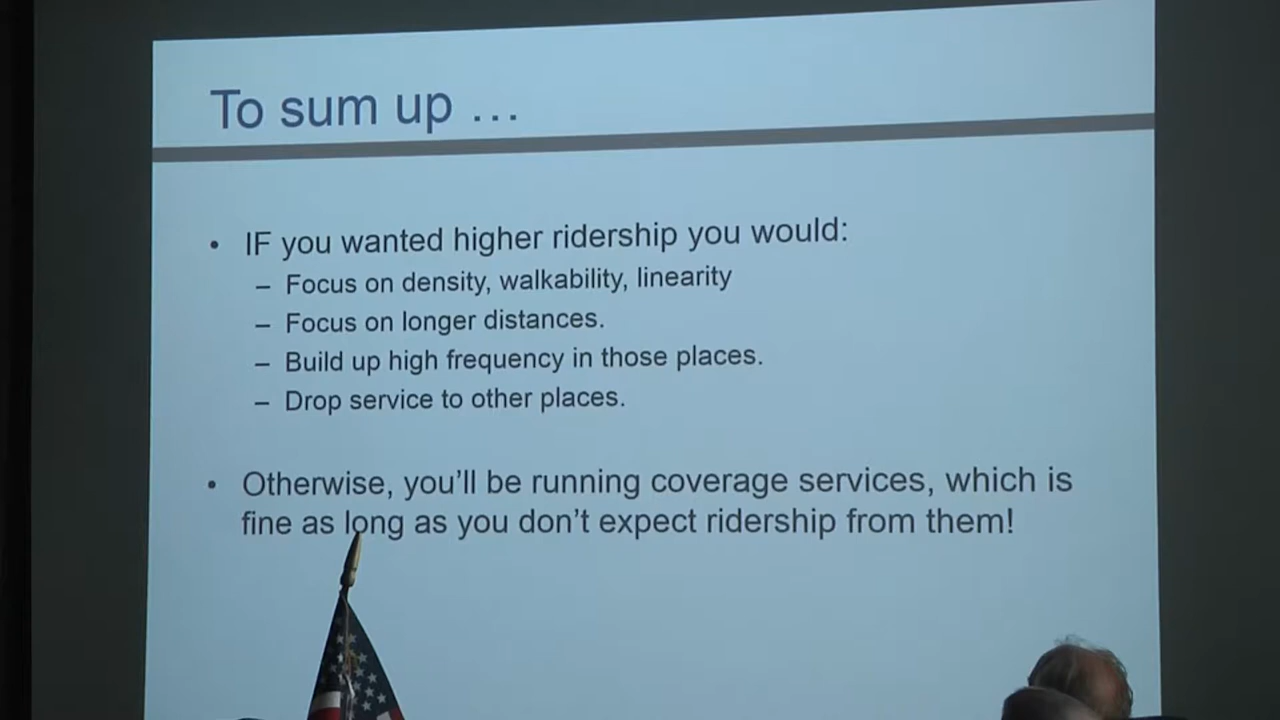 To sum up …
• IF you wanted higher ridership you would:
– Focus on density, walkability, linearity
– Focus on longer distances.
– Build up high frequency in those places.
– Drop service to other places.
• Otherwise, you’ll be running coverage services, which is
fine as long as you don’t expect ridership from them!